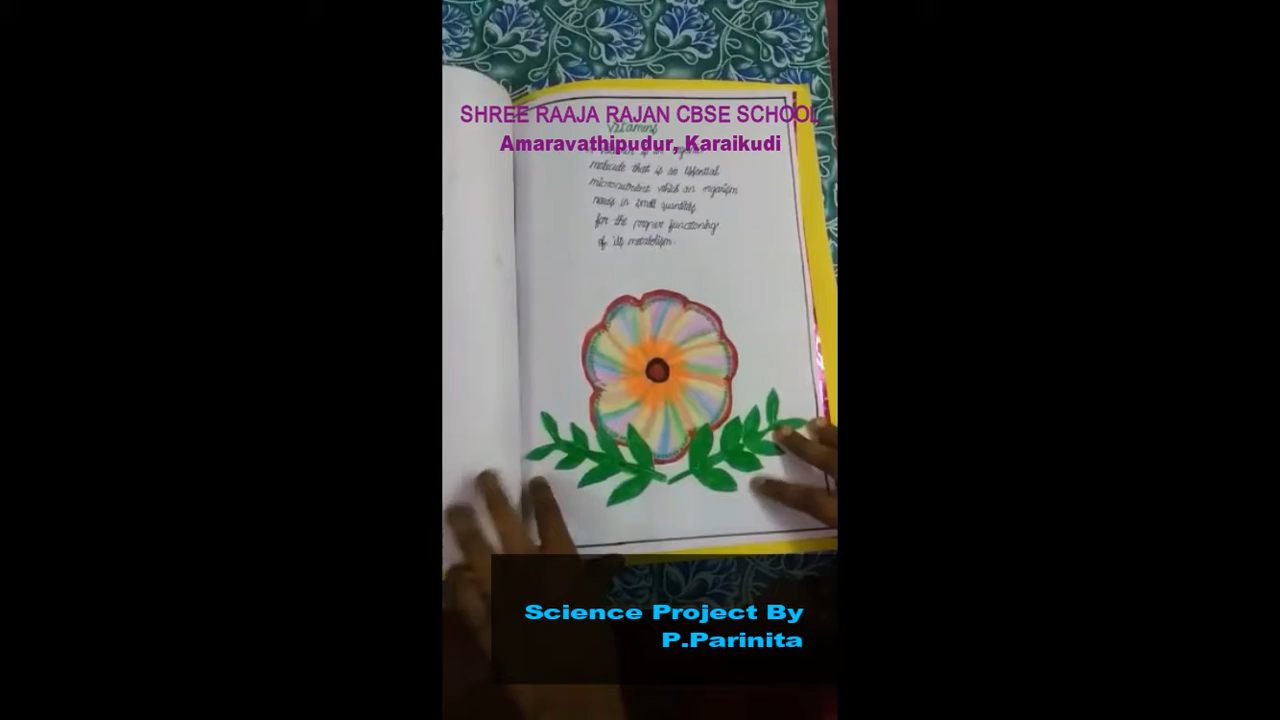 SHREE RAAJA RAJAN CBSE SCHOOL
Amaravathipudur, Karaikudi
Vitamins
molecule that is an essential
micronutrient which an organism
needs in small quantities
for the proper functioning
of its metabolism.
Science Project By
P.Parinita